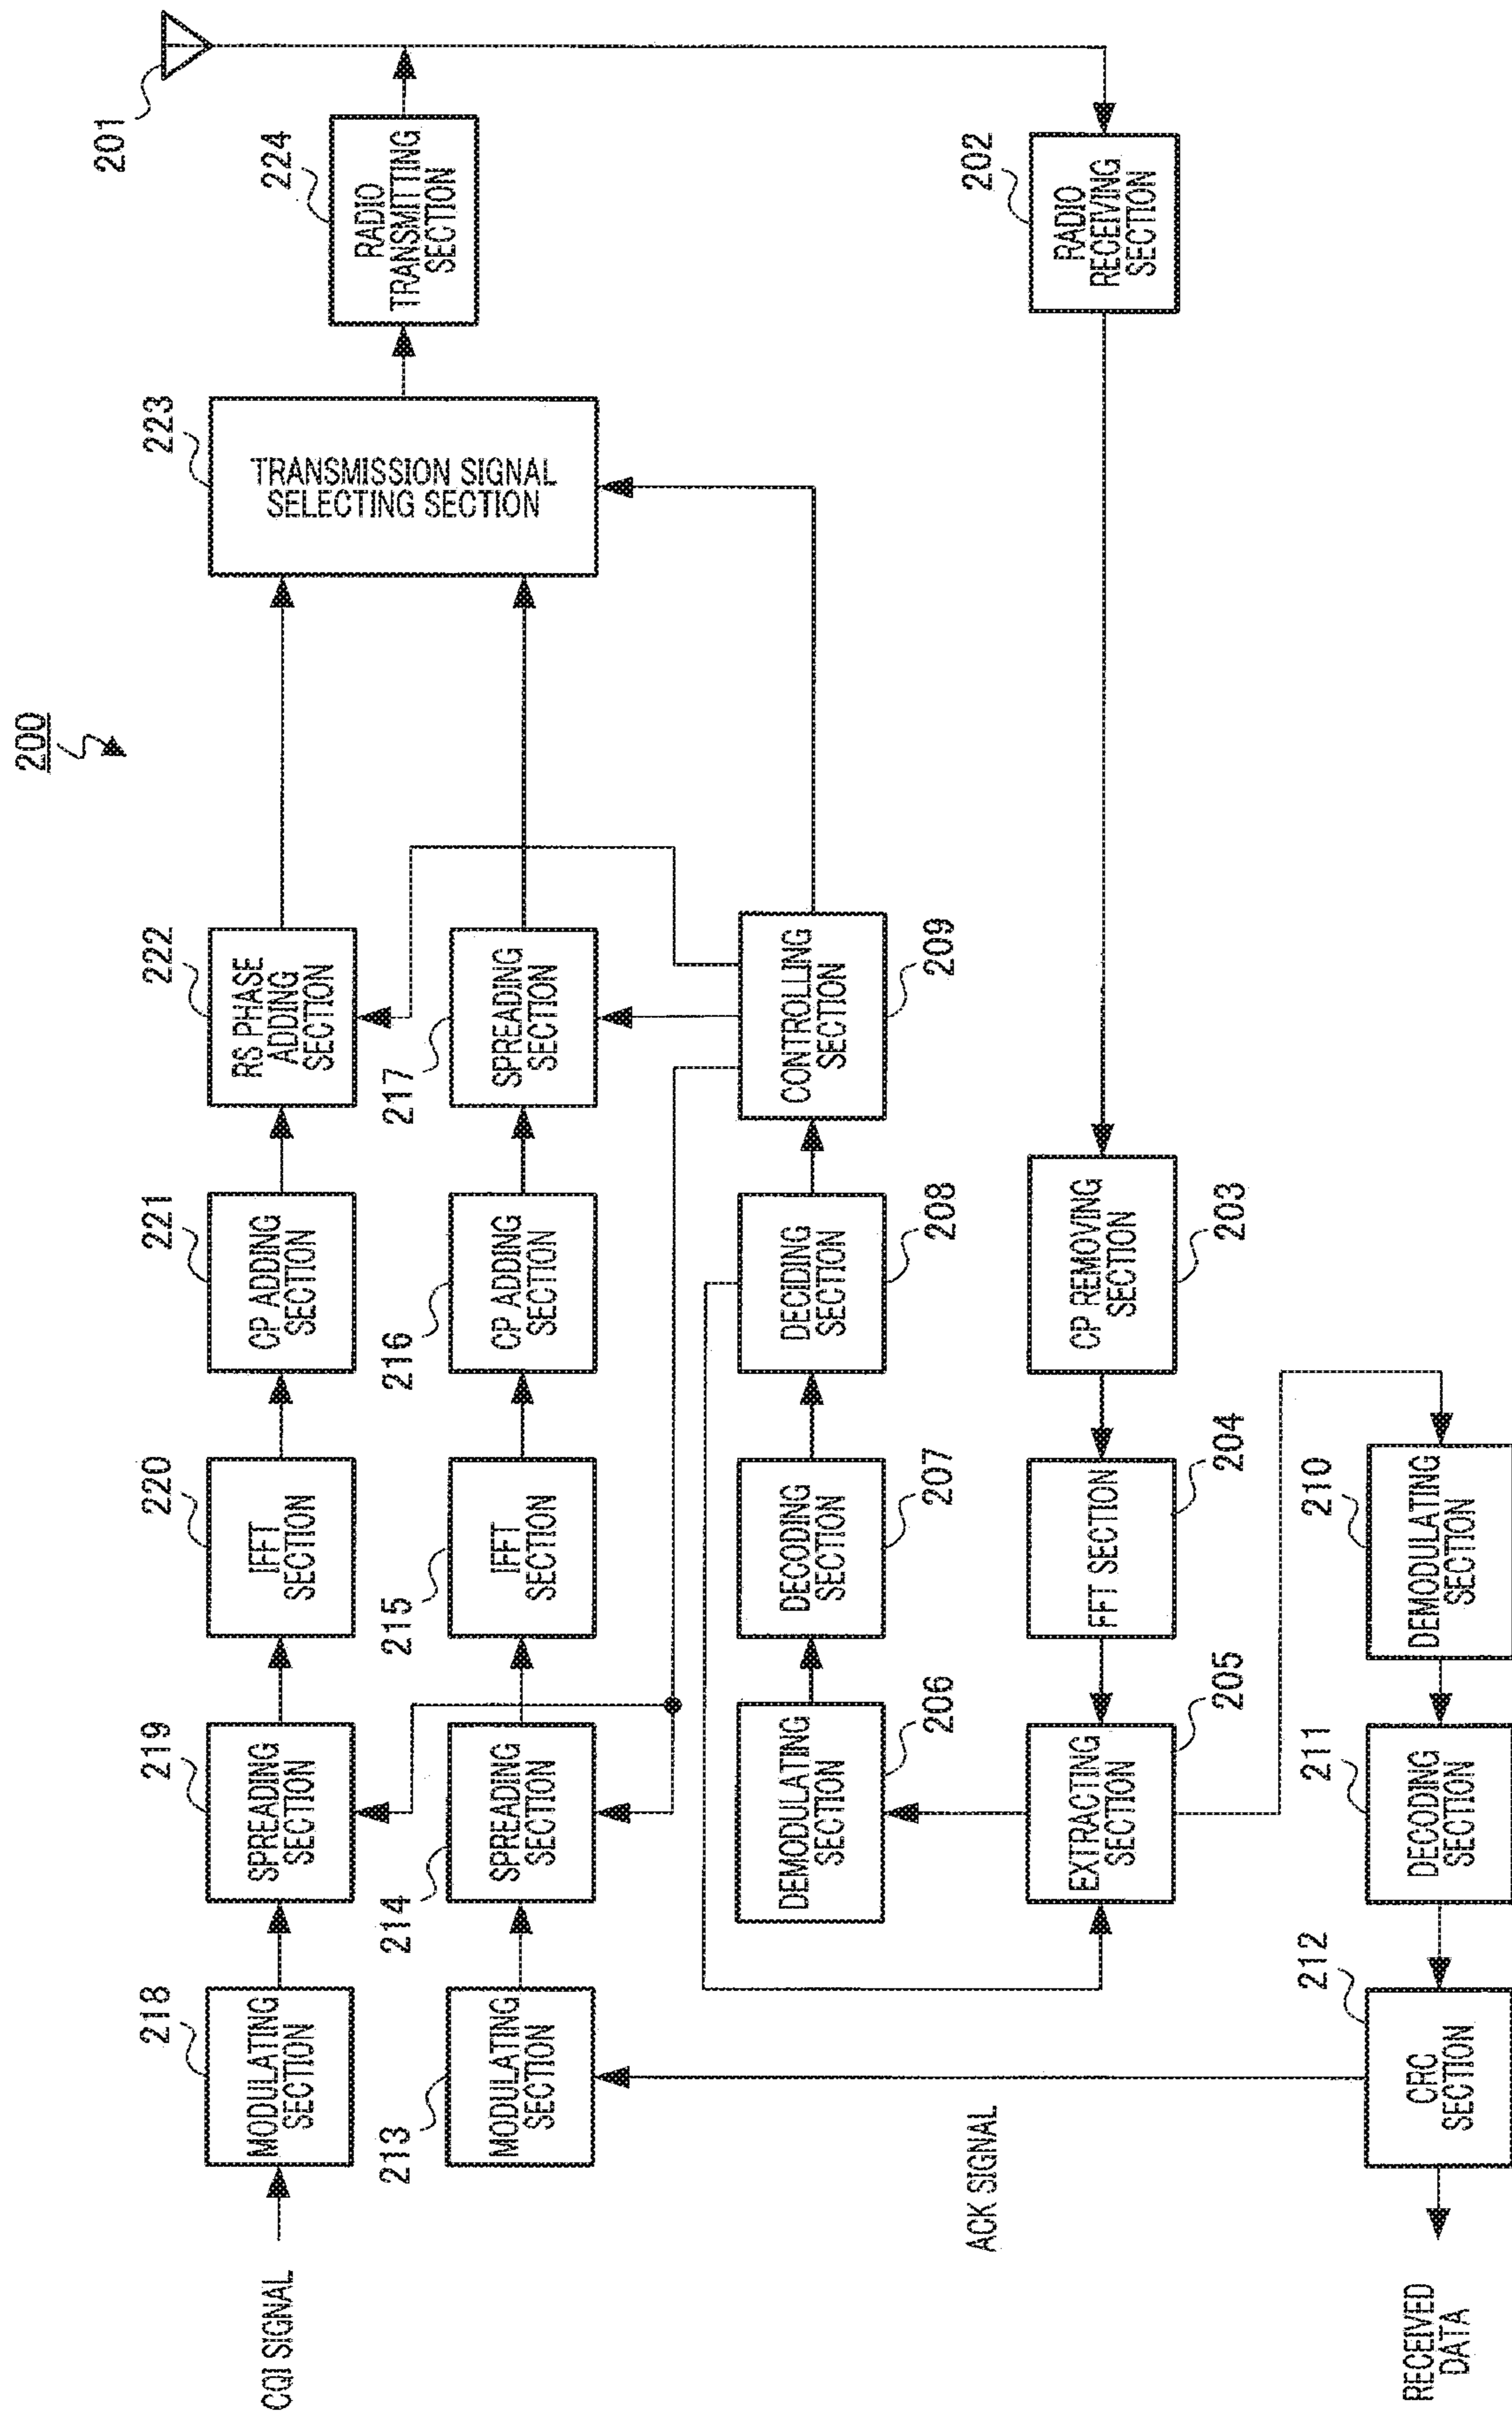 200
201
CQI SIGNAL
218
MODULATING
SECTION
219
SPREADING
SECTION
220
IFFT
SECTION
221
CP ADDING
SECTION
222
RS PHASE
ADDING
SECTION
223
TRANSMISSION SIGNAL
SELECTING SECTION
224
RADIO
TRANSMITTING
SECTION
213
MODULATING
SECTION
214
SPREADING
SECTION
215
IFFT
SECTION
216
CP ADDING
SECTION
217
SPREADING
SECTION
DEMODULATING
SECTION
206
DECODING
SECTION
207
DECIDING
SECTION
208
CONTROLLING
SECTION
209
ACK SIGNAL
EXTRACTING
SECTION
205
FFT SECTION
204
CP REMOVING
SECTION
203
202
RADIO
RECEIVING
SECTION
RECEIVED
DATA
212
CRC
SECTION
211
DECODING
SECTION
210
DEMODULATING
SECTION